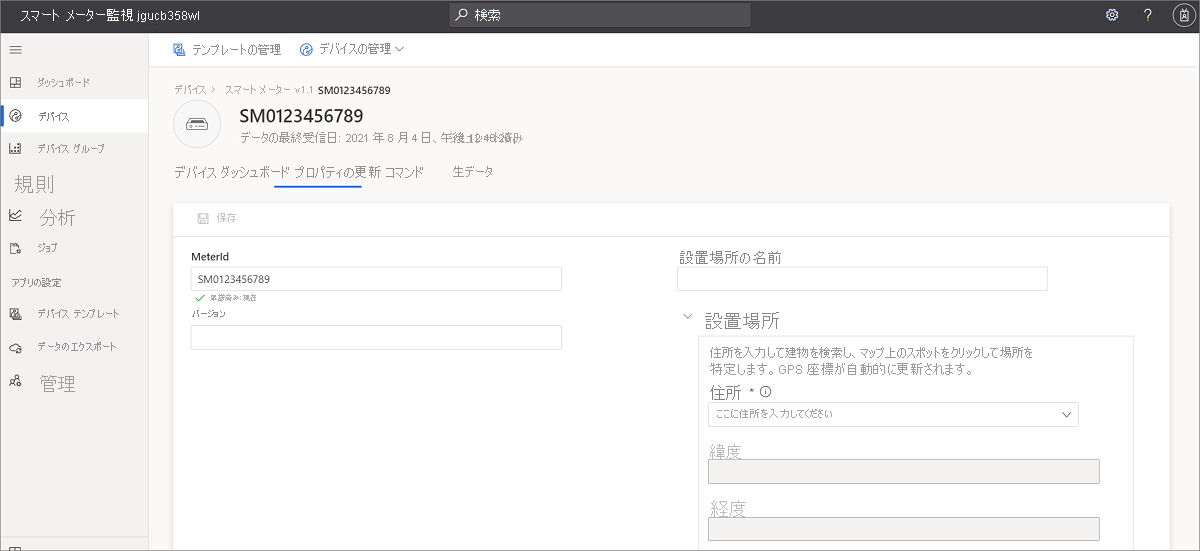 スマート メーター監視 jgucb358wl
検索
?
テンプレートの管理 デバイスの管理
ダッシュボード
デバイス
デバイス グループ
規則
分析
ジョブ
アプリの設定
デバイス テンプレート
データのエクスポート
管理
デバイス > スマートメーター v1.1 SM0123456789
SM0123456789
データの最終受信日: 2021 年 8 月 4 日、午後
デバイス ダッシュボード プロパティの更新 コマンド 生データ
保存
MeterId
SM0123456789
承認済み: 現在
バージョン
設置場所の名前
設置場所
住所を入力して建物を検索し、マップ上のスポットをクリックして場所を
特定します。GPS 座標が自動的に更新されます。
住所 *
ここに住所を入力してください
緯度
経度